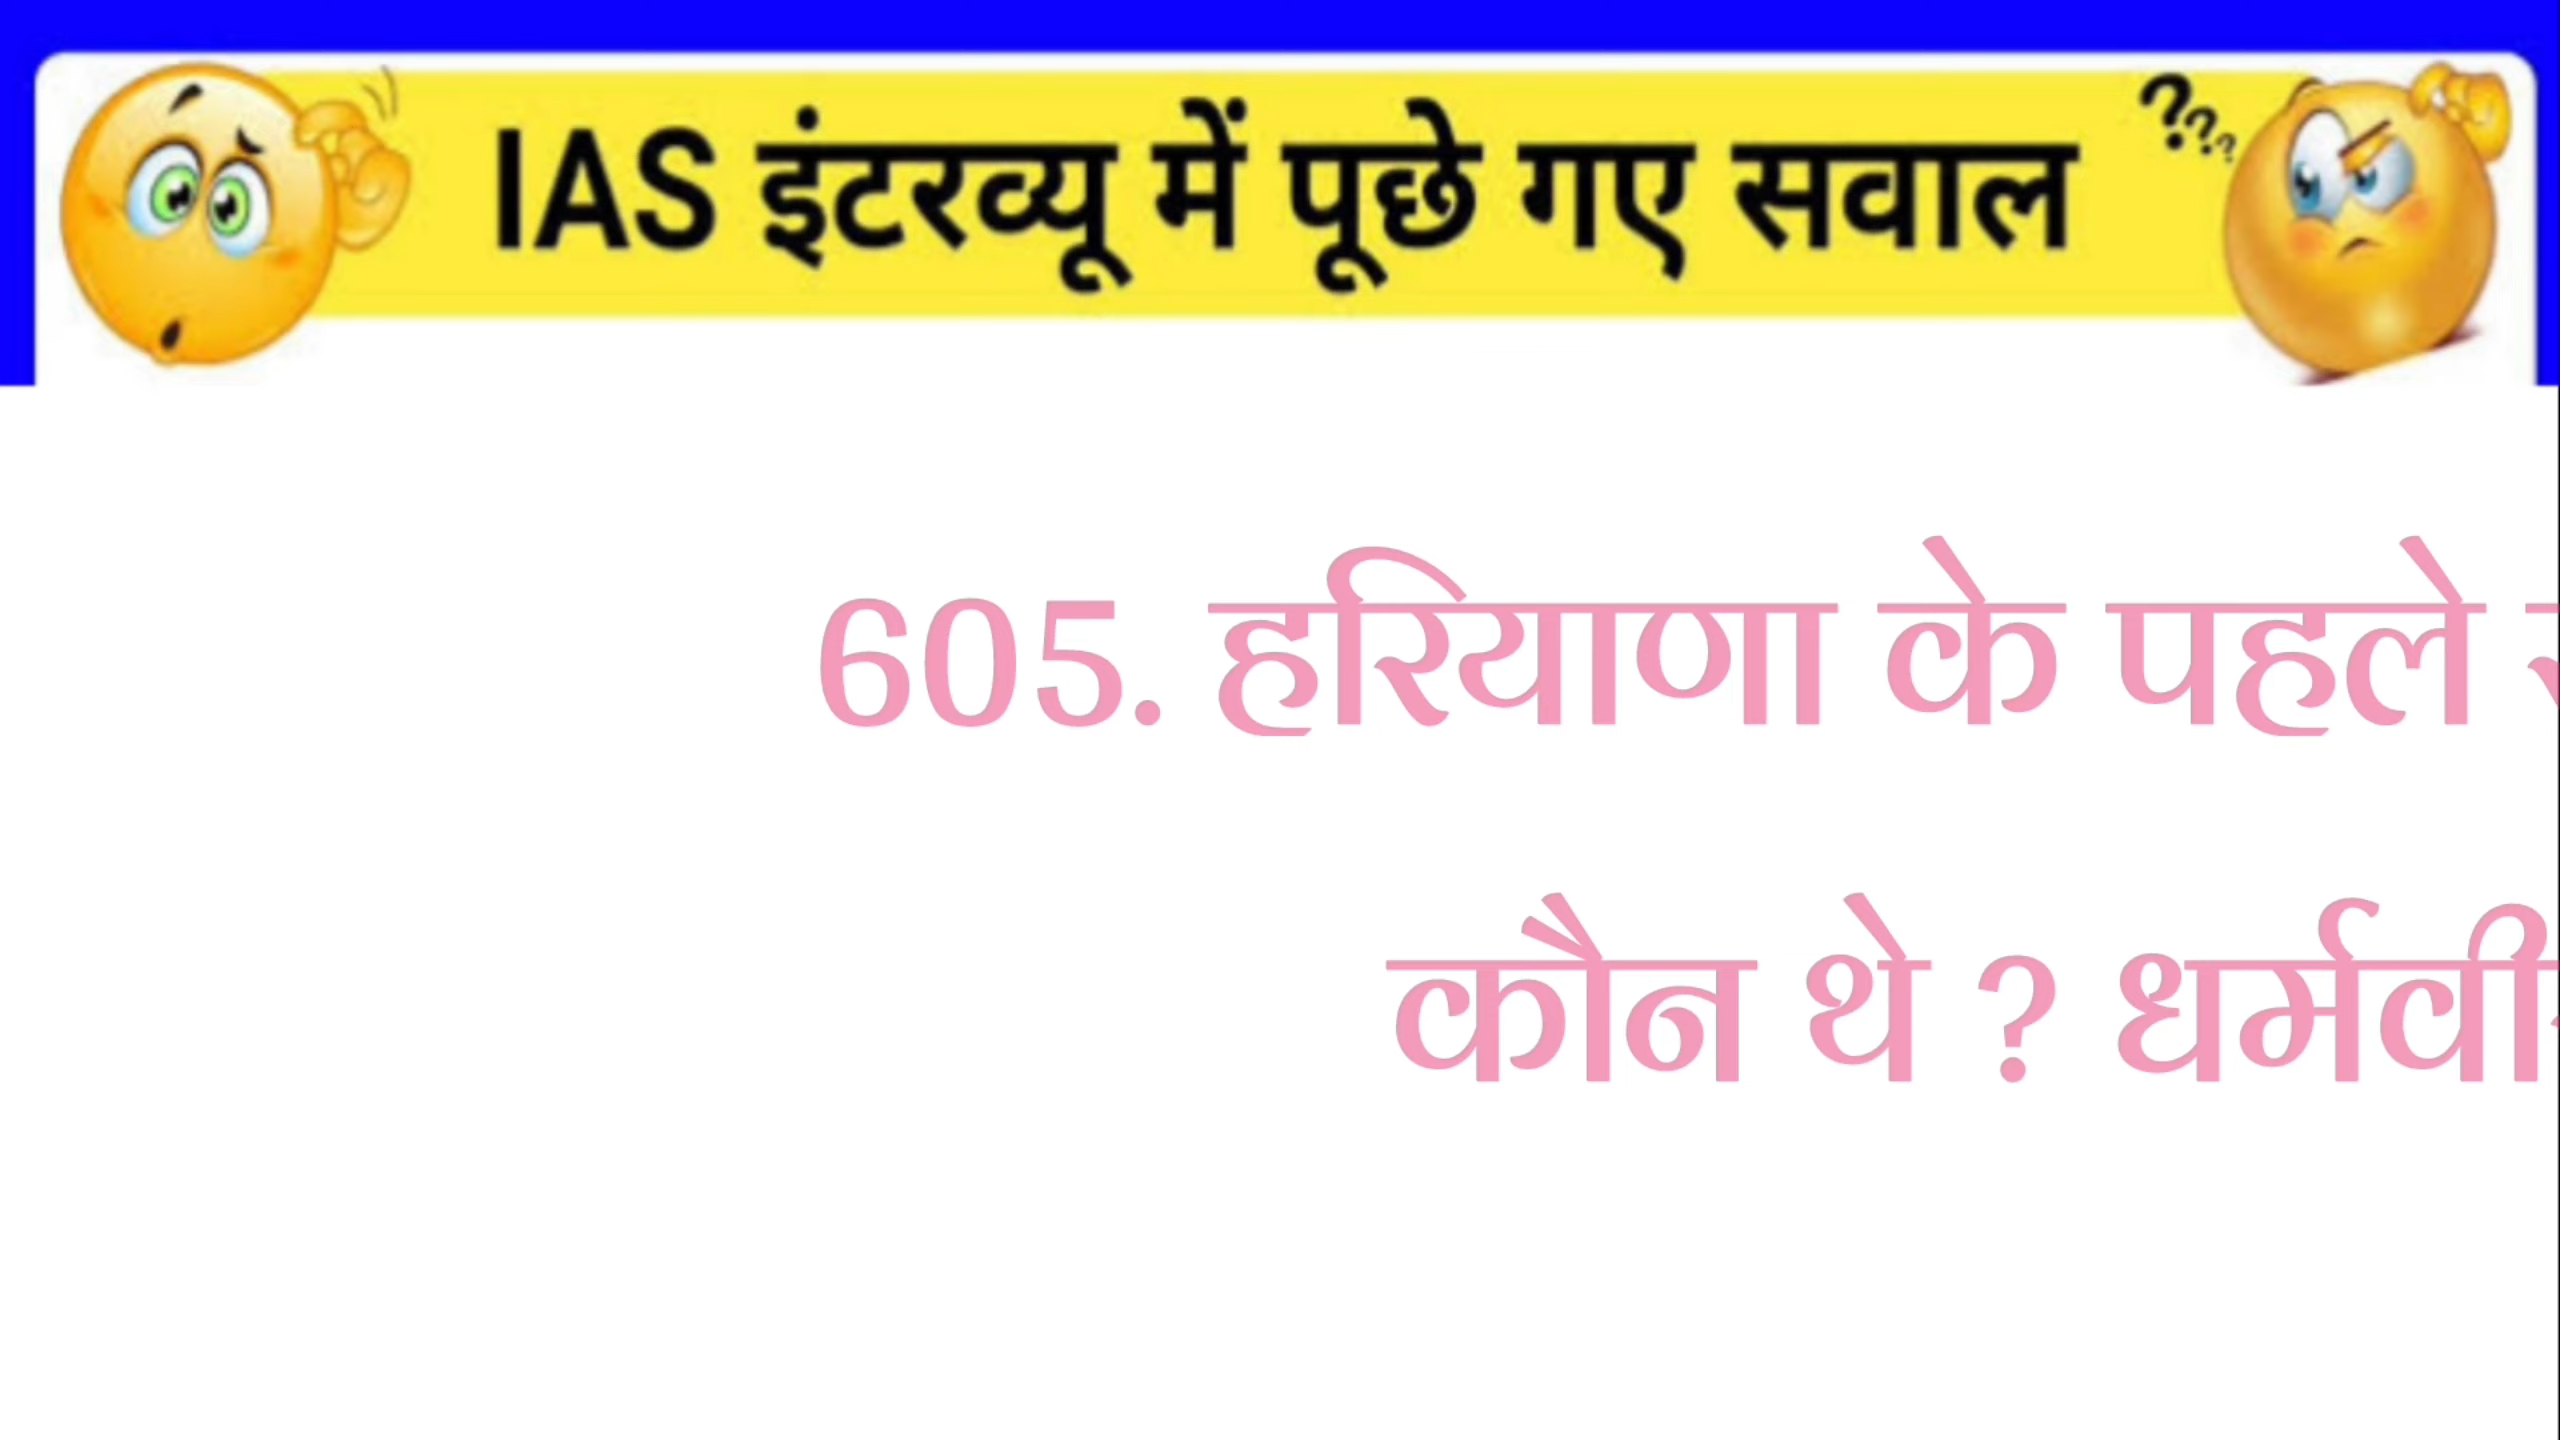 IAS इंटरव्यू में पूछे गए सवाल
???
605. हरियाणा के पहले
कौन थे ?